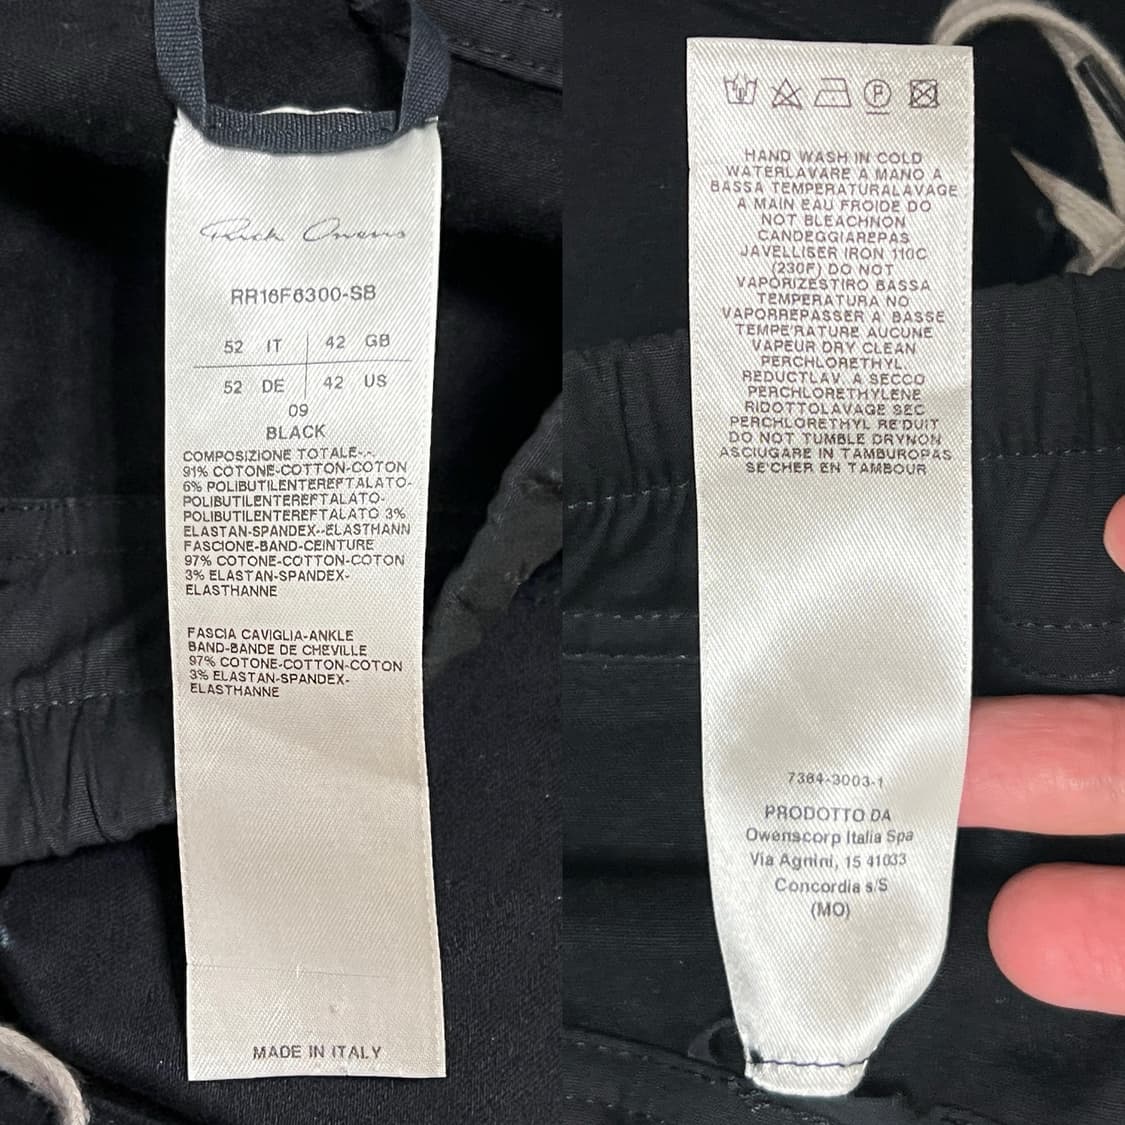 Rick Owens
RR16F6300-SB
52 IT 42 GB
52 DE 42 US
09
BLACK
COMPOSIZIONE TOTALE-.-.
91% COTONE-COTTON-COTON
6% POLIBUTILENTEREFTALATO-
POLIBUTILENTEREFTALATO-
POLIBUTILENTEREFTALATO 3%
ELASTAN-SPANDEX--ELASTHANN
FASCIONE-BAND-CEINTURE
97% COTONE-COTTON-COTON
3% ELASTAN-SPANDEX-
ELASTHANNE
FASCIA CAVIGLIA-ANKLE
BAND-BANDE DE CHEVILLE
97% COTONE-COTTON-COTON
3% ELASTAN-SPANDEX-
ELASTHANNE
MADE IN ITALY
P
HAND WASH IN COLD
WATERLAVARE A MANO A
BASSA TEMPERATURALAVAGE
A MAIN EAU FROIDE DO
NOT BLEACHNON
CANDEGGIAREPAS
JAVELLISER IRON 110C
(230F) DO NOT
VAPORIZESTIRO BASSA
TEMPERATURA NO
VAPORREPASSER A BASSE
TEMPE'RATURE AUCUNE
VAPEUR DRY CLEAN
PERCHLORETHYL
REDUCTLAV. A SECCO
PERCHLORETHYLENE
RIDOTTOLAVAGE SEC
PERCHLORETHYL RE'DUIT
DO NOT TUMBLE DRYNON
ASCIUGARE IN TAMBUROPAS
SE'CHER EN TAMBOUR
7384-3003-1
PRODOTTO DA
Owenscorp Italia Spa
Via Agnini, 15 41033
Concordia s/S
(MO)